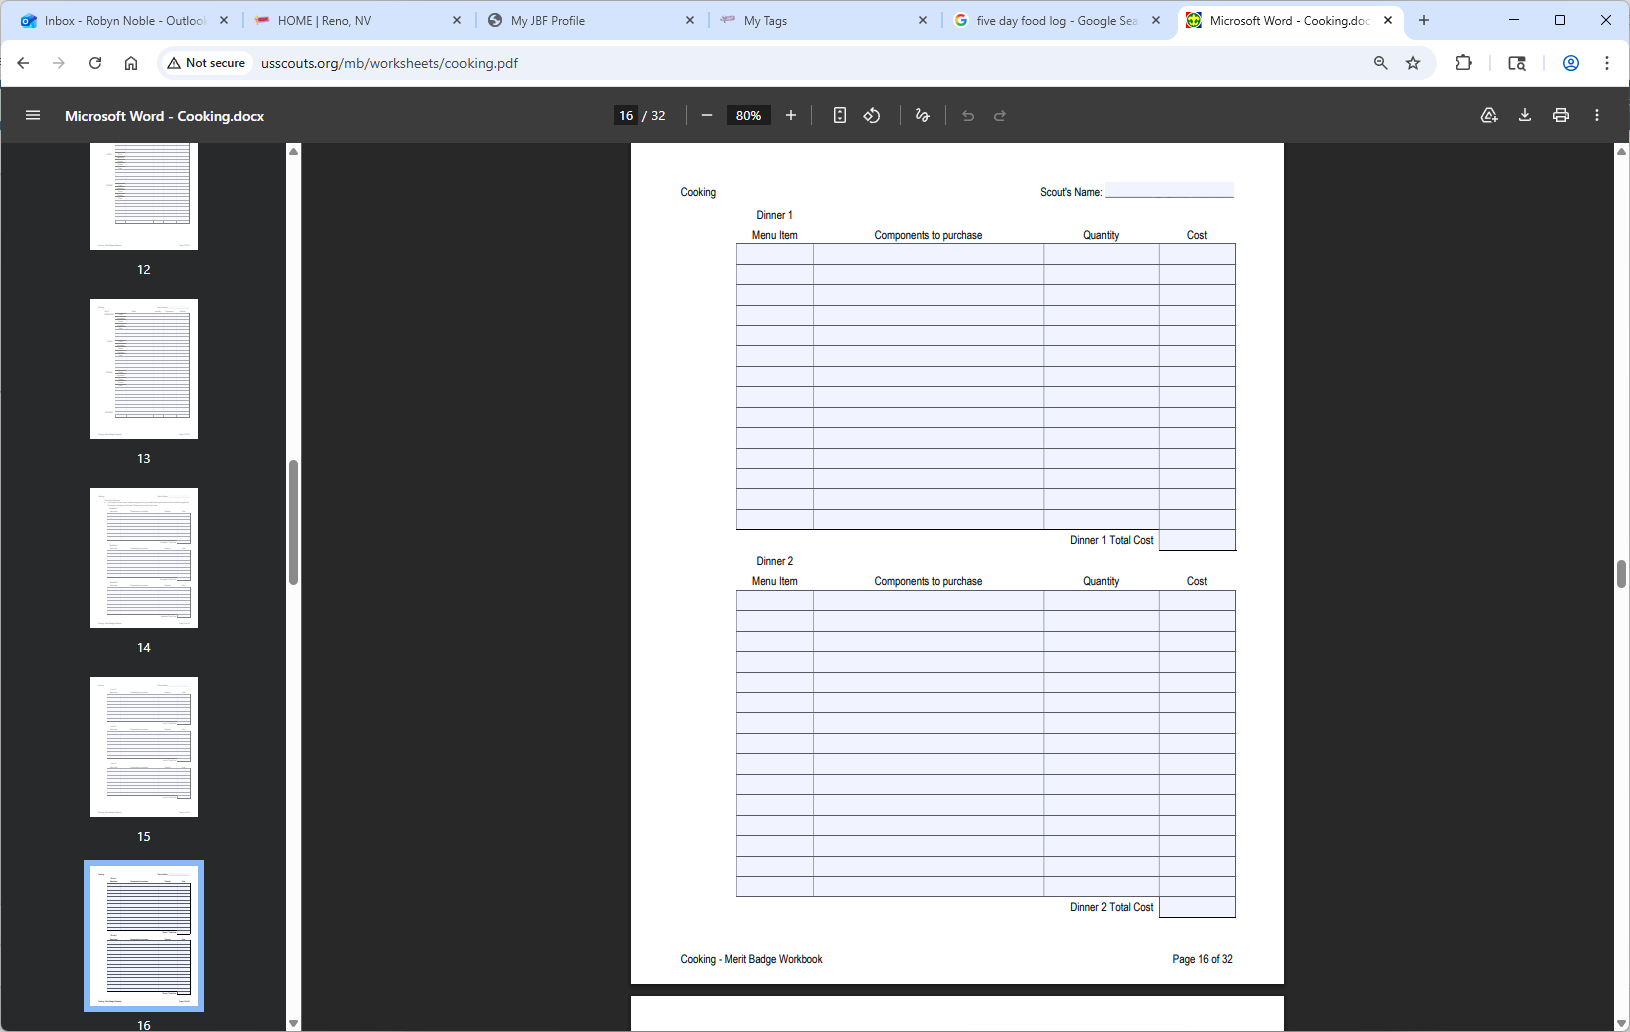 Inbox - Robyn Noble - Outlook
HOME | Reno, NV
My JBF Profile
My Tags
five day food log - Google Sea
Microsoft Word - Cooking.doc
Not secure
usscouts.org/mb/worksheets/cooking.pdf
Microsoft Word - Cooking.docx
16 / 32
80%
12
13
14
15
16
Cooking
Scout's Name:
Dinner 1
Menu Item Components to purchase Quantity Cost
Dinner 1 Total Cost
Dinner 2
Menu Item Components to purchase Quantity Cost
Dinner 2 Total Cost
Cooking - Merit Badge Workbook
Page 16 of 32